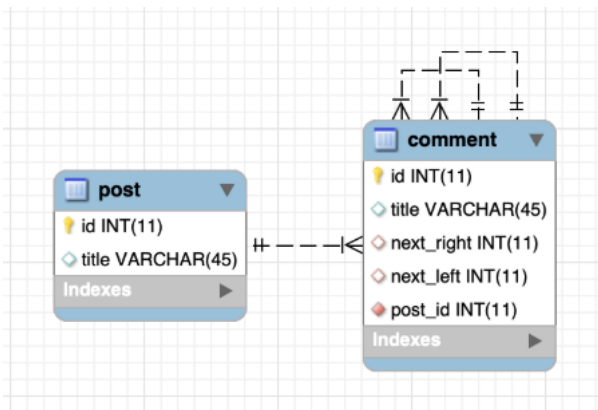 post
id INT(11)
title VARCHAR(45)
Indexes
comment
id INT(11)
title VARCHAR(45)
next_right INT(11)
next_left INT(11)
post_id INT(11)
Indexes